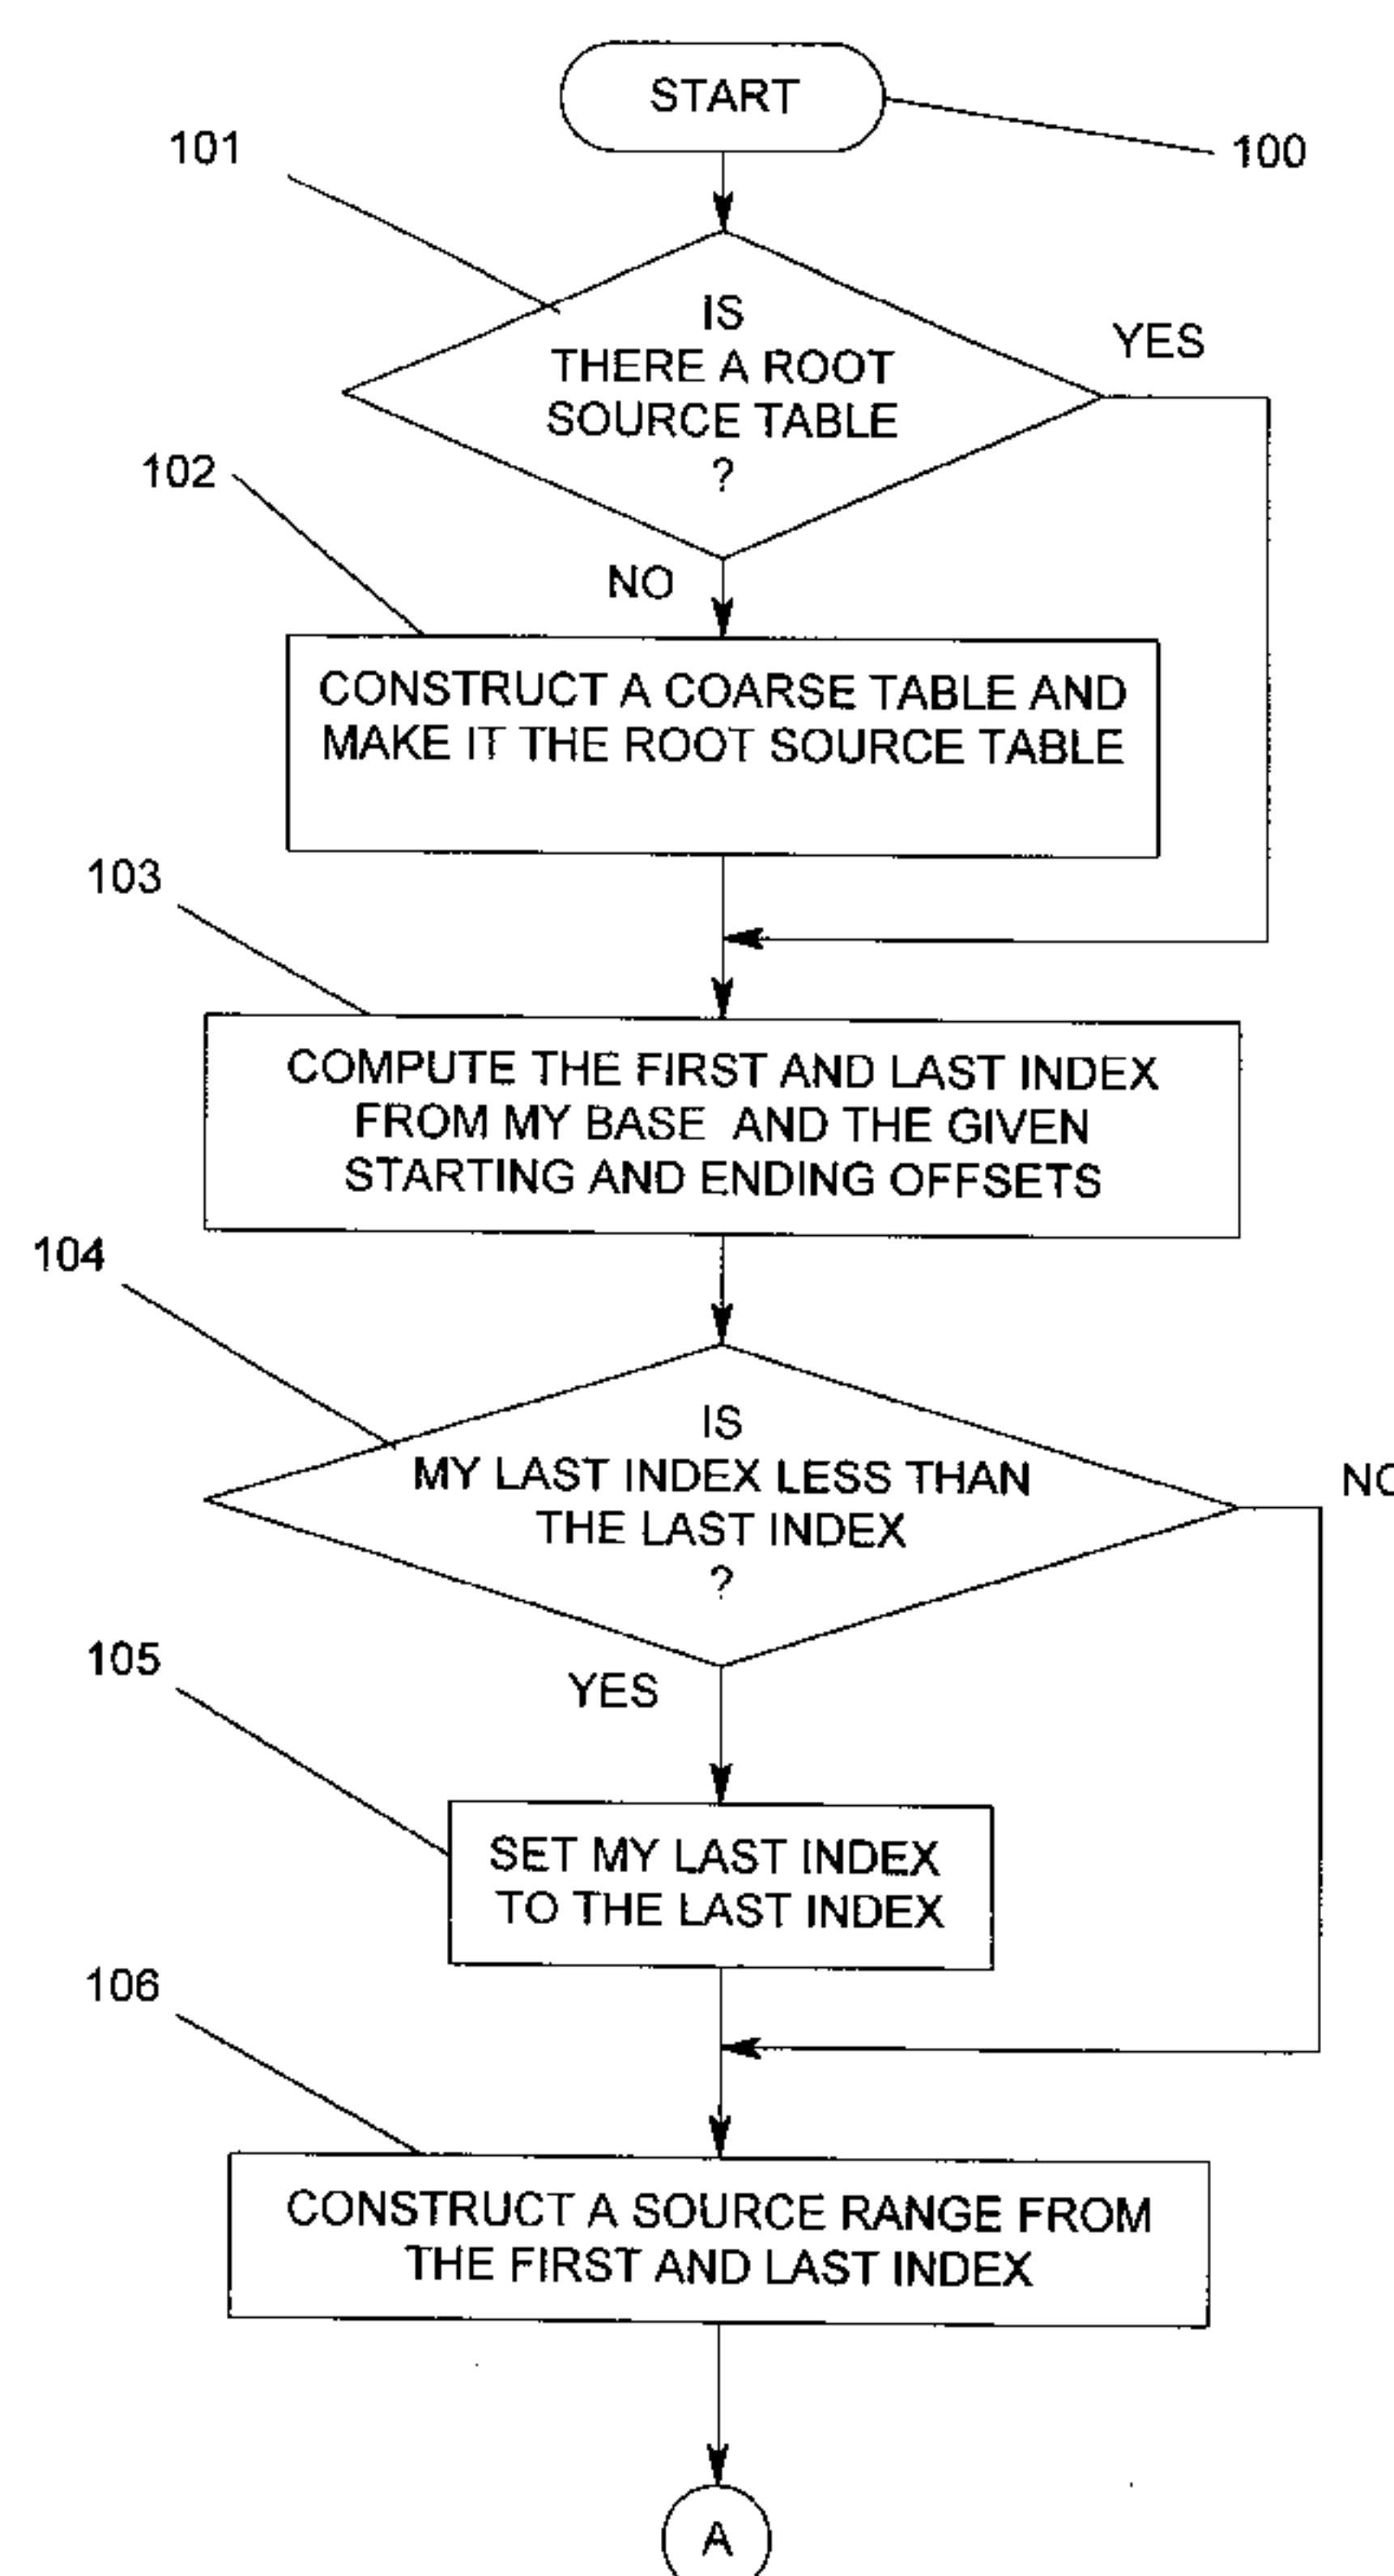 START
100
101
IS
THERE A ROOT
SOURCE TABLE
?
YES
NO
102
CONSTRUCT A COARSE TABLE AND
MAKE IT THE ROOT SOURCE TABLE
103
COMPUTE THE FIRST AND LAST INDEX
FROM MY BASE AND THE GIVEN
STARTING AND ENDING OFFSETS
104
IS
MY LAST INDEX LESS THAN
THE LAST INDEX
?
NO
YES
105
SET MY LAST INDEX
TO THE LAST INDEX
106
CONSTRUCT A SOURCE RANGE FROM
THE FIRST AND LAST INDEX
A